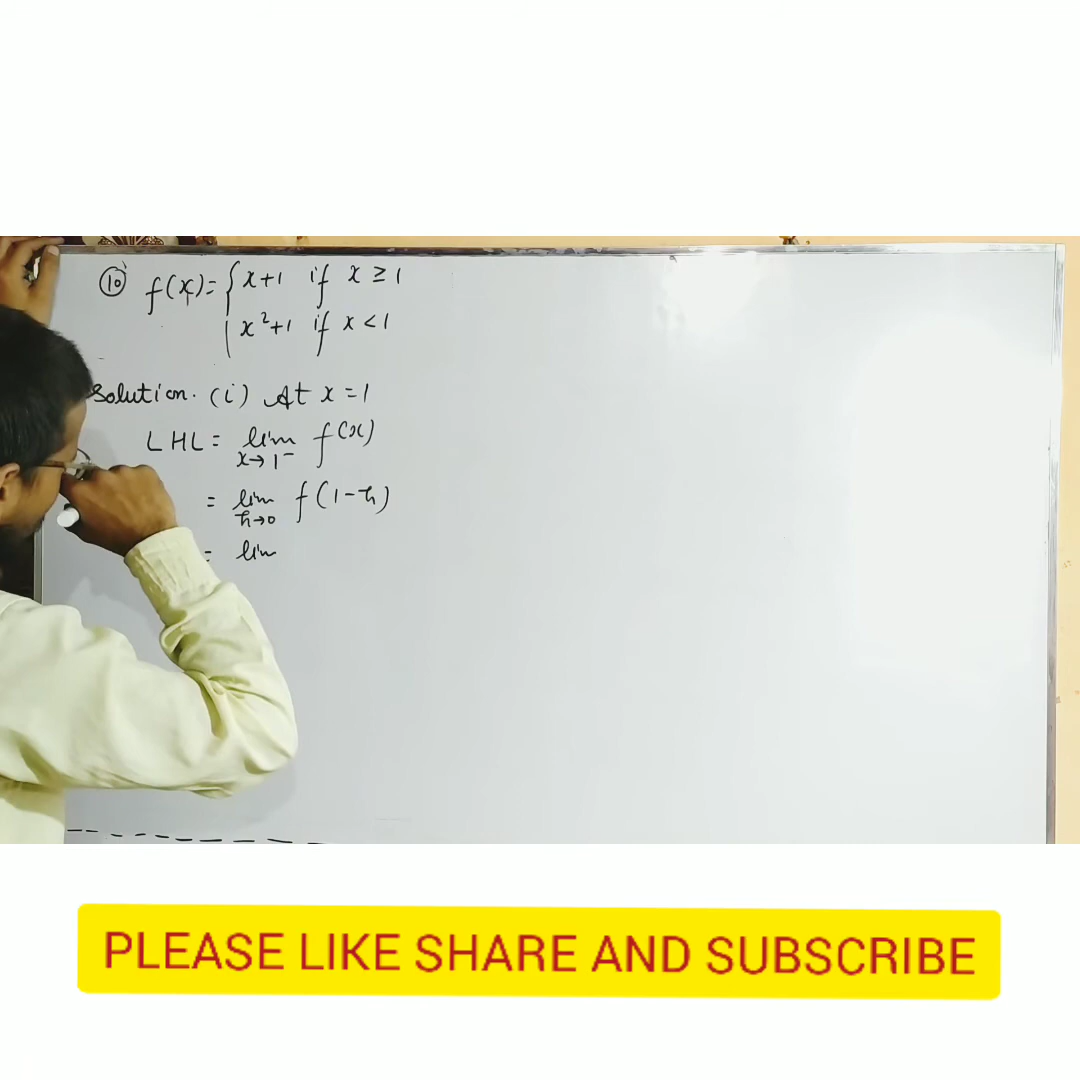 ⑩ f(x)= { x+1 if x ≥ 1
x²+1 if x < 1
Solution. (i) At x = 1
LHL = lim x→1⁻ f(x)
= lim h→0 f(1-h)
= lim
PLEASE LIKE SHARE AND SUBSCRIBE